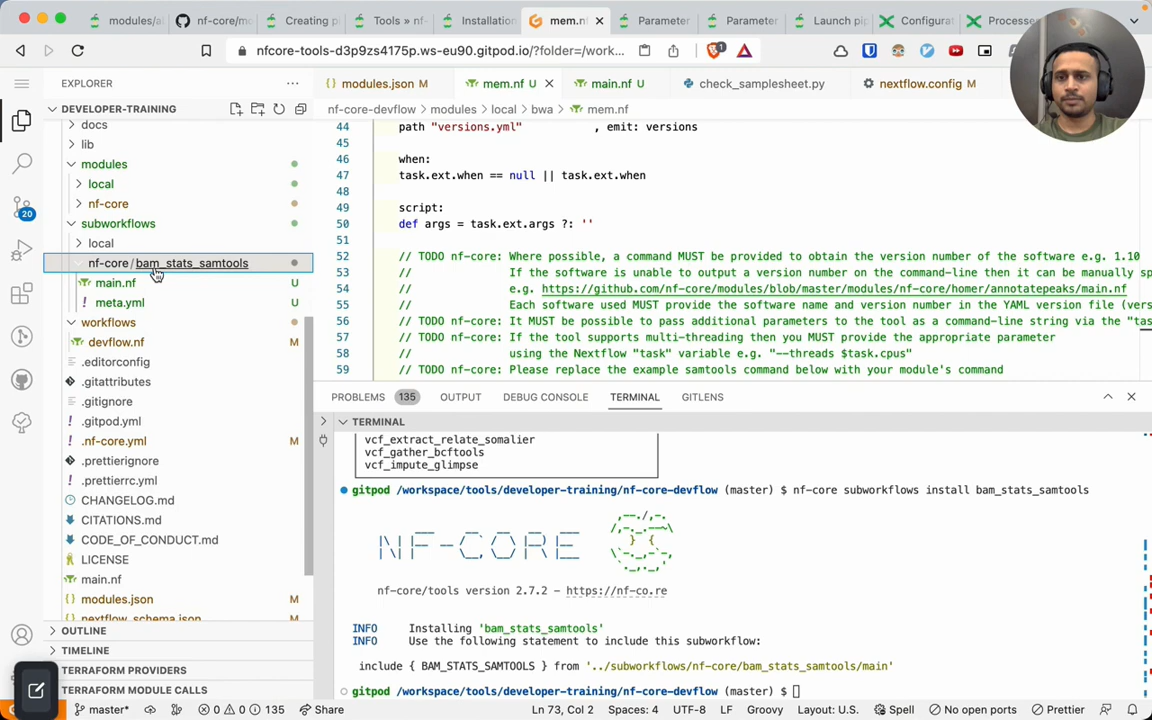 modules/al
nf-core/mo
Creating pi
Tools » nf-
Installation
mem.nf
Parameter
Parameter
Launch pip
Configurat
Processes
nfcore-tools-d3p9zs4175p.ws-eu90.gitpod.io/?folder=/work...
EXPLORER
modules.json M
mem.nf U
main.nf U
check_samplesheet.py
nextflow.config M
DEVELOPER-TRAINING
nf-core-devflow > modules > local > bwa > mem.nf
docs
lib
modules
local
nf-core
subworkflows
local
nf-core/bam_stats_samtools
main.nf U
meta.yml U
workflows
devflow.nf M
.editorconfig
.gitattributes
.gitignore
.gitpod.yml
.nf-core.yml M
.prettierignore
.prettierrc.yml
CHANGELOG.md
CITATIONS.md
CODE_OF_CONDUCT.md
LICENSE
main.nf
modules.json M
nextflow_schema.json M
OUTLINE
TIMELINE
TERRAFORM PROVIDERS
TERRAFORM MODULE CALLS
20
44 path "versions.yml" , emit: versions
45
46 when:
47 task.ext.when == null || task.ext.when
48
49 script:
50 def args = task.ext.args ?: ''
51
52 // TODO nf-core: Where possible, a command MUST be provided to obtain the version number of the software e.g. 1.10
53 // If the software is unable to output a version number on the command-line then it can be manually sp
54 // e.g. https://github.com/nf-core/modules/blob/master/modules/nf-core/homer/annotatepeaks/main.nf
55 // Each software used MUST provide the software name and version number in the YAML version file (vers
56 // TODO nf-core: It MUST be possible to pass additional parameters to the tool as a command-line string via the "tas
57 // TODO nf-core: If the tool supports multi-threading then you MUST provide the appropriate parameter
58 // using the Nextflow "task" variable e.g. "--threads $task.cpus"
59 // TODO nf-core: Please replace the example samtools command below with your module's command
PROBLEMS 135 OUTPUT DEBUG CONSOLE TERMINAL GITLENS
TERMINAL
vcf_extract_relate_somalier
vcf_gather_bcftools
vcf_impute_glimpse
gitpod /workspace/tools/developer-training/nf-core-devflow (master) $ nf-core subworkflows install bam_stats_samtools
NF-CORE
nf-core/tools version 2.7.2 – https://nf-co.re
INFO Installing 'bam_stats_samtools'
INFO Use the following statement to include this subworkflow:
include { BAM_STATS_SAMTOOLS } from '../subworkflows/nf-core/bam_stats_samtools/main'
gitpod /workspace/tools/developer-training/nf-core-devflow (master) $
master* 0 0 135 Share Ln 73, Col 2 Spaces: 4 UTF-8 LF Groovy Layout: U.S. Spell No open ports Prettier